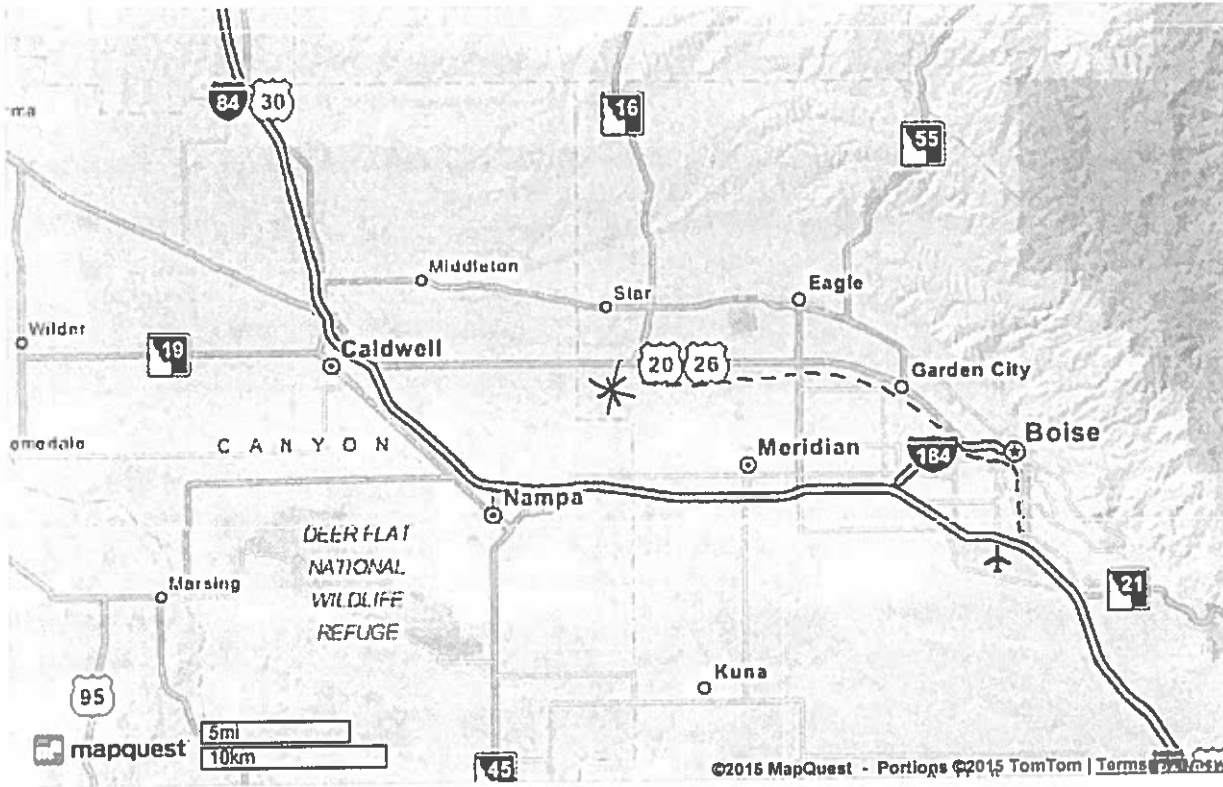 84
30
16
55
rma
Middleton
Star
Eagle
Wilder
19
Caldwell
20
26
Garden City
omedale
CANYON
Meridian
184
Boise
Nampa
DEER FLAT
NATIONAL
WILDLIFE
REFUGE
Marsing
21
Kuna
95
mapquest
5mi
10km
45
©2015 MapQuest - Portions ©2015 TomTom | Terms